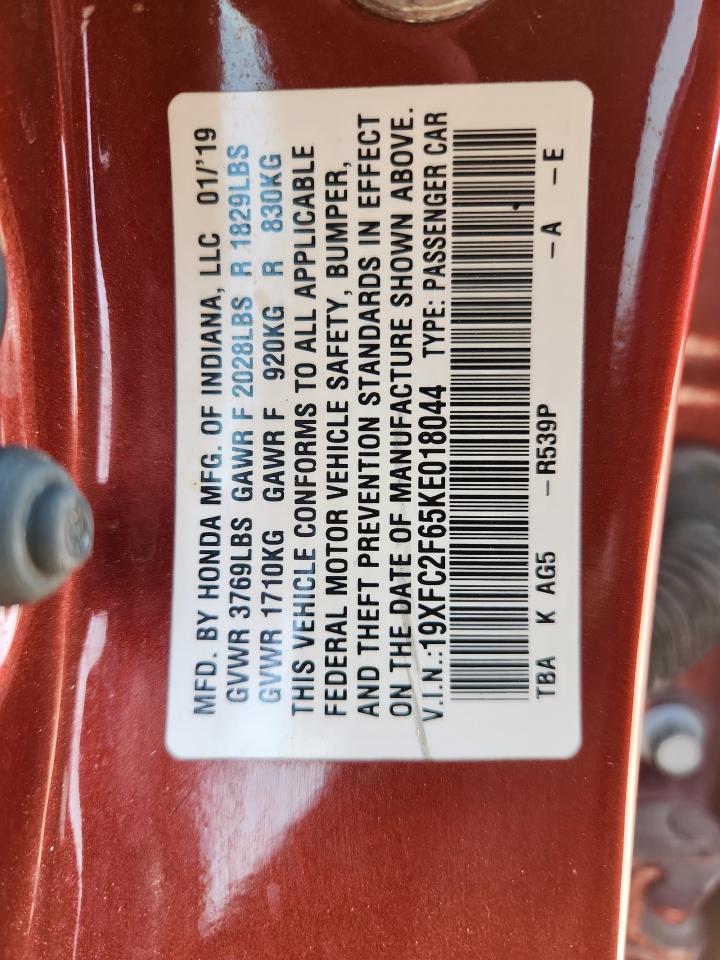 MFD. BY HONDA MFG. OF INDIANA, LLC 01/'19
GVWR 3769LBS GAWR F 2028LBS R 1829LBS
GVWR 1710KG GAWR F 920KG R 830KG
THIS VEHICLE CONFORMS TO ALL APPLICABLE
FEDERAL MOTOR VEHICLE SAFETY, BUMPER,
AND THEFT PREVENTION STANDARDS IN EFFECT
ON THE DATE OF MANUFACTURE SHOWN ABOVE.
V.I.N.:19XFC2F65KE018044 TYPE: PASSENGER CAR
TBA K AG5 -R539P -A -E